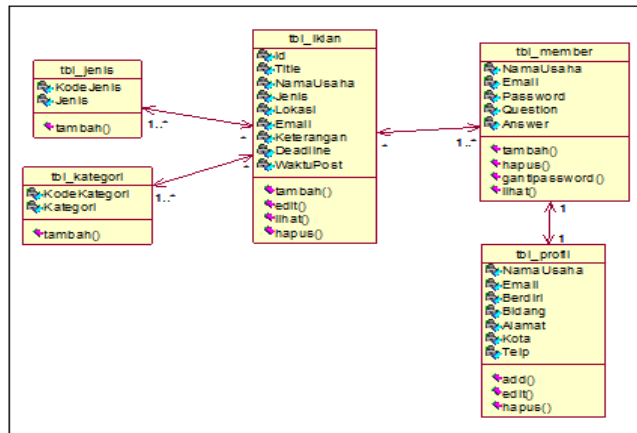 tbl_jenis
KodeJenis
Jenis
tambah()
1..*
*
tbl_kategori
KodeKategori
Kategori
tambah()
1..*
*
tbl_iklan
Id
Title
NamaUsaha
Jenis
Lokasi
Email
Keterangan
Deadline
WaktuPost
tambah()
edit()
lihat()
hapus()
*
1..*
tbl_member
NamaUsaha
Email
Password
Question
Answer
tambah()
hapus()
gantipassword()
lihat()
1
1
tbl_profil
NamaUsaha
Email
Berdiri
Bidang
Alamat
Kota
Telp
add()
edit()
hapus()